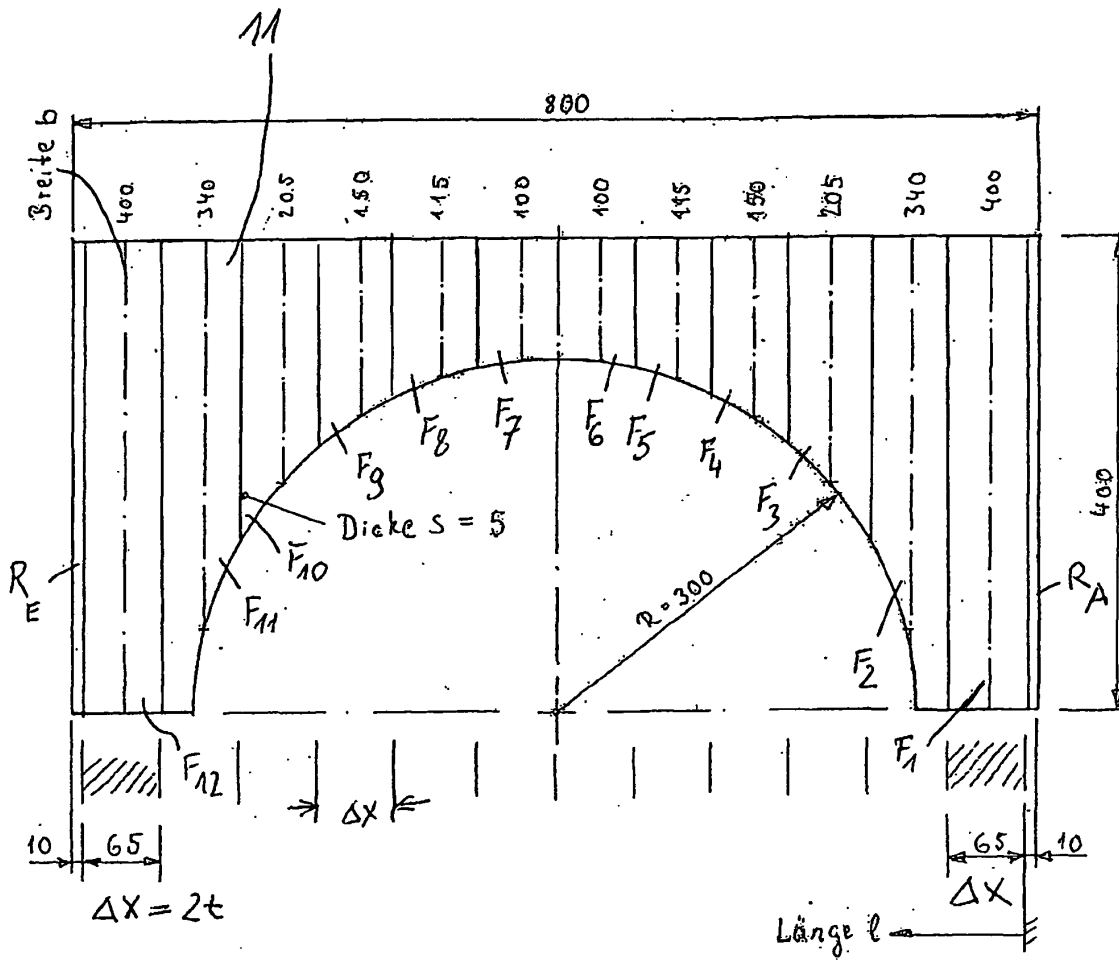 11
800
Breite b
400
340
205
150
115
100
100
115
150
205
340
400
400
F6
F7
F5
F8
F4
F9
F3
Dicke s = 5
F10
R = 300
RE
RA
F11
F2
F1
F12
ΔX
10
65
65
10
ΔX = 2t
ΔX
Länge l